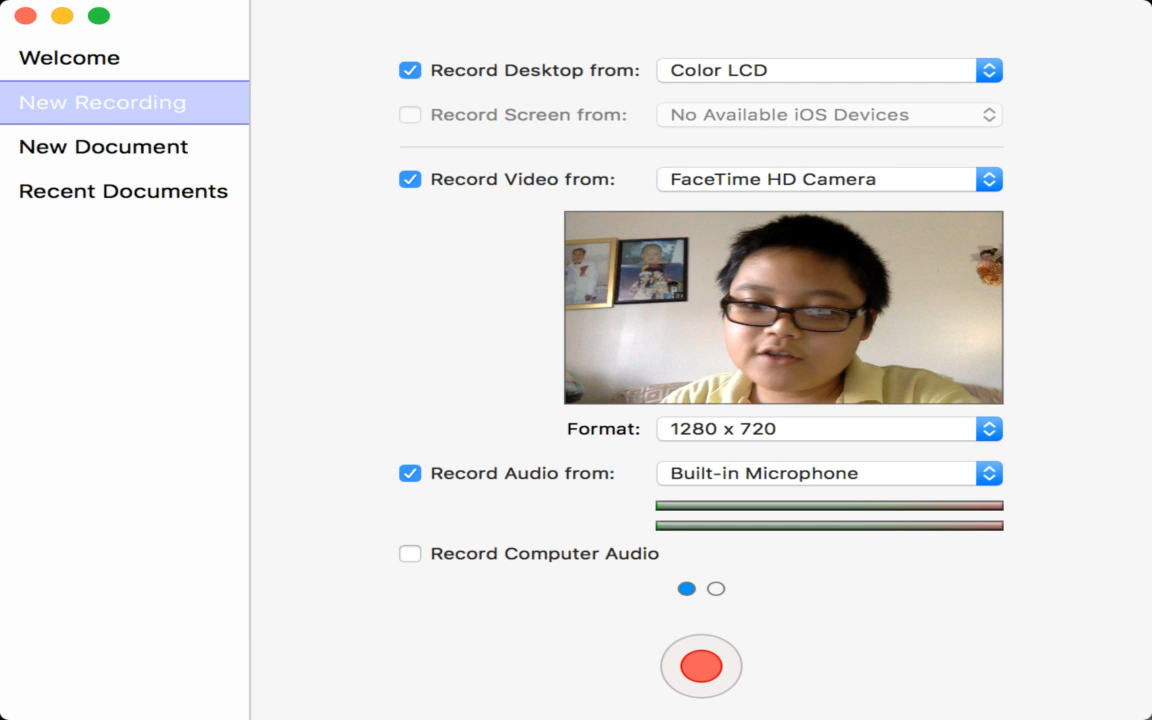 Welcome
New Recording
New Document
Recent Documents
Record Desktop from: Color LCD
Record Screen from: No Available iOS Devices
Record Video from: FaceTime HD Camera
Format: 1280 x 720
Record Audio from: Built-in Microphone
Record Computer Audio